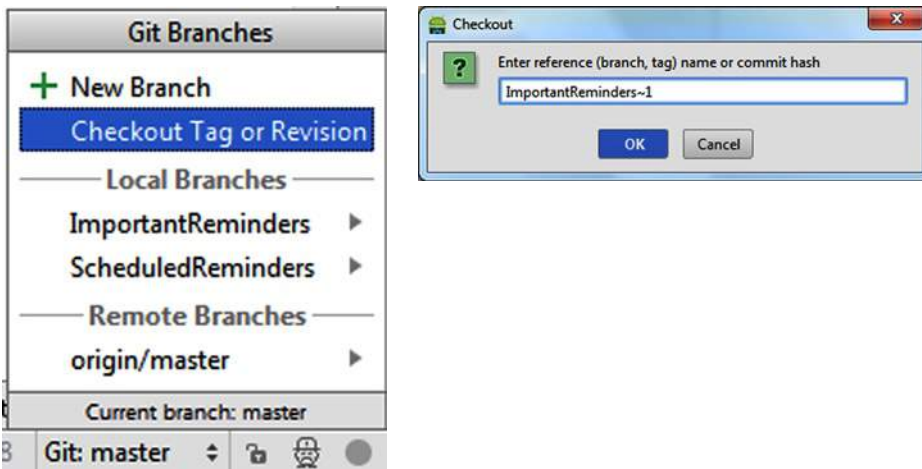 Git Branches
+ New Branch
Checkout Tag or Revision
Local Branches
ImportantReminders
ScheduledReminders
Remote Branches
origin/master
Current branch: master
Git: master
Checkout
Enter reference (branch, tag) name or commit hash
ImportantReminders~1
OK
Cancel